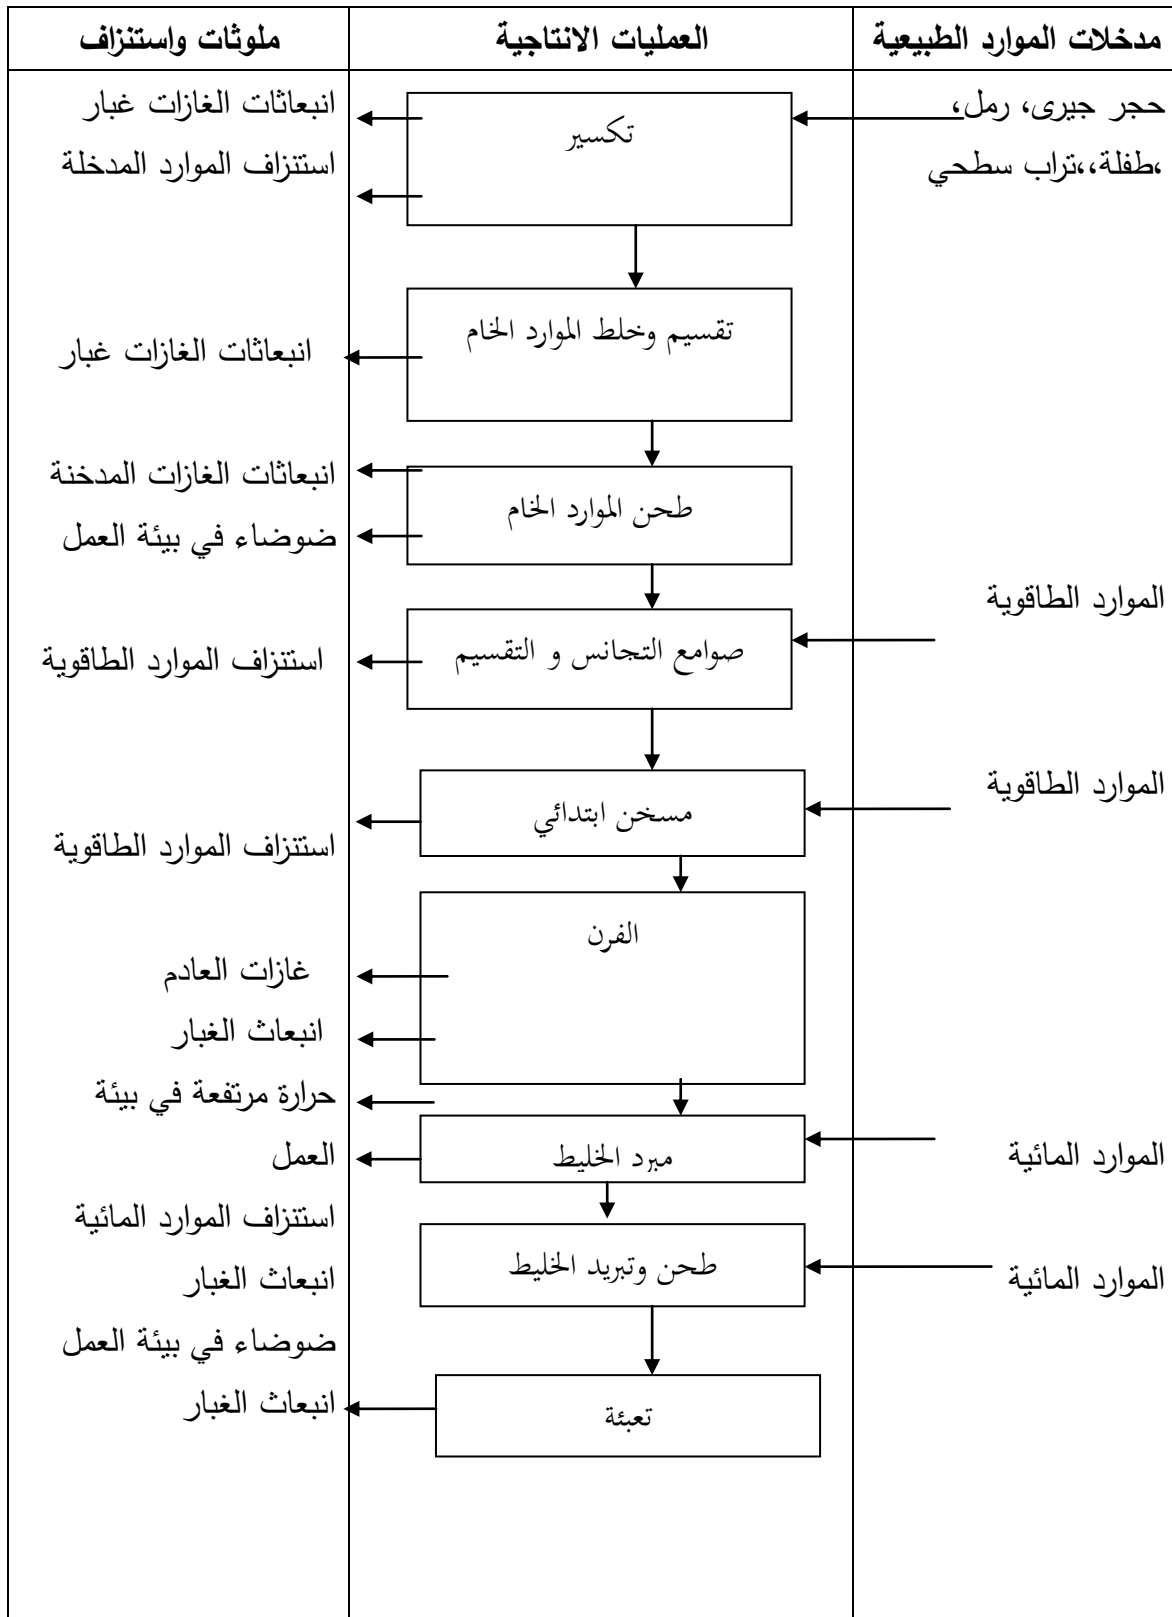 مدخلات الموارد الطبيعية
العمليات الانتاجية
ملوثات واستنزاف
حجر جيرى، رمل،
،طفلة،،تراب سطحي
تكسير
انبعاثات الغازات غبار
استنزاف الموارد المدخلة
تقسيم وخلط الموارد الخام
انبعاثات الغازات غبار
طحن الموارد الخام
انبعاثات الغازات المدخنة
ضوضاء في بيئة العمل
الموارد الطاقوية
صوامع التجانس و التقسيم
استنزاف الموارد الطاقوية
الموارد الطاقوية
مسخن ابتدائي
استنزاف الموارد الطاقوية
الفرن
غازات العادم
انبعاث الغبار
حرارة مرتفعة في بيئة
العمل
الموارد المائية
مبرد الخليط
استنزاف الموارد المائية
الموارد المائية
طحن وتبريد الخليط
انبعاث الغبار
ضوضاء في بيئة العمل
تعبئة
انبعاث الغبار